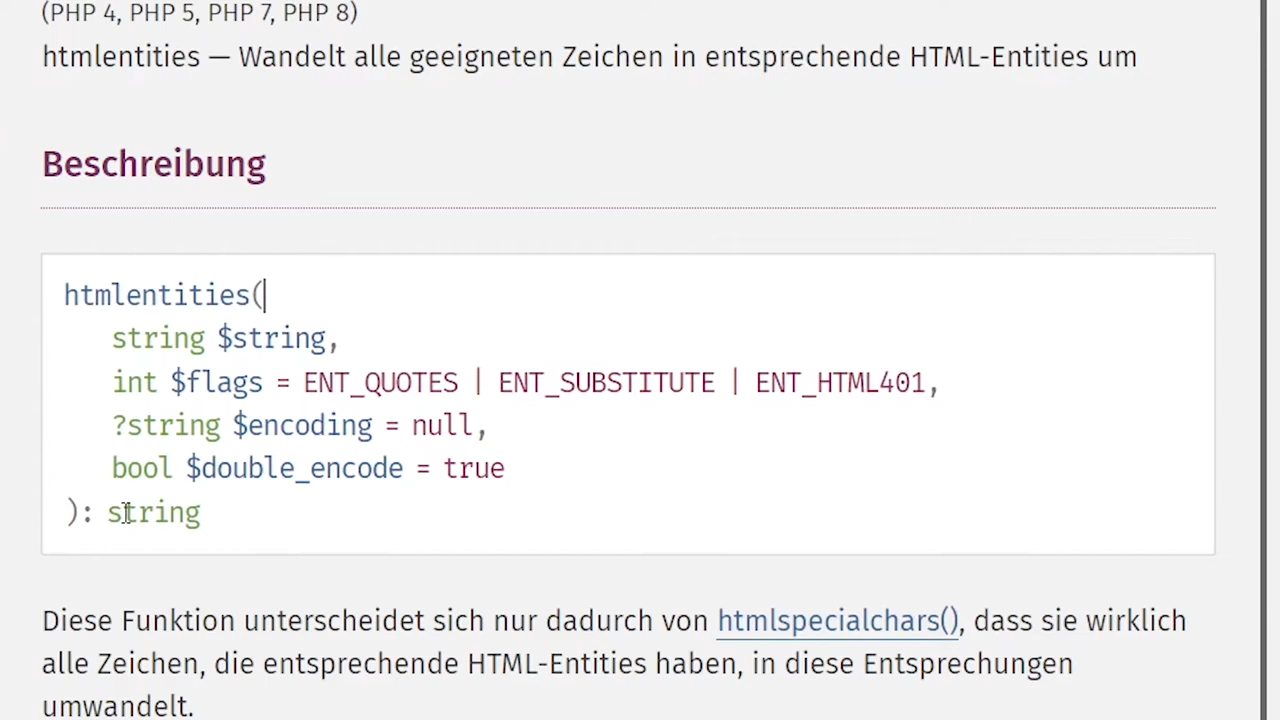 (PHP 4, PHP 5, PHP 7, PHP 8)
htmlentities — Wandelt alle geeigneten Zeichen in entsprechende HTML-Entities um
Beschreibung
htmlentities(
string $string,
int $flags = ENT_QUOTES | ENT_SUBSTITUTE | ENT_HTML401,
?string $encoding = null,
bool $double_encode = true
): string
Diese Funktion unterscheidet sich nur dadurch von htmlspecialchars(), dass sie wirklich
alle Zeichen, die entsprechende HTML-Entities haben, in diese Entsprechungen
umwandelt.